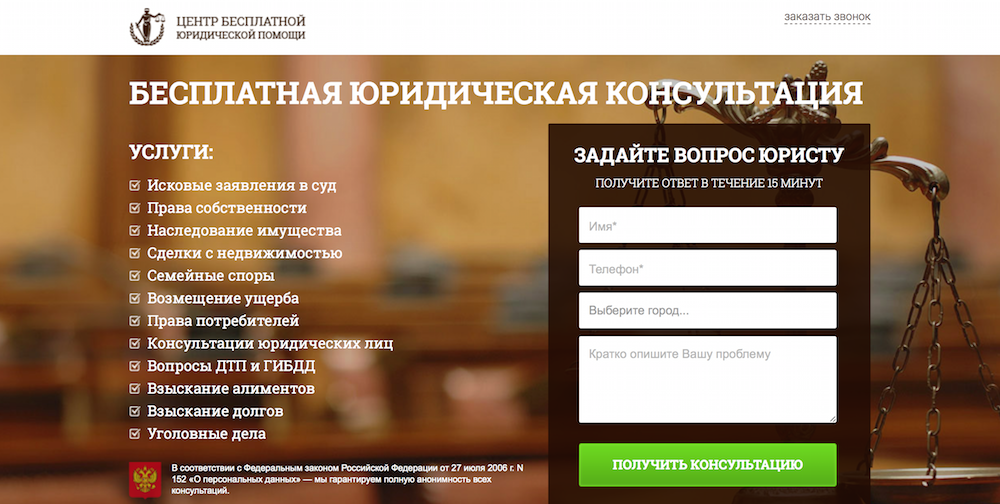 ЦЕНТР БЕСПЛАТНОЙ
ЮРИДИЧЕСКОЙ ПОМОЩИ
заказать звонок
БЕСПЛАТНАЯ ЮРИДИЧЕСКАЯ КОНСУЛЬТАЦИЯ
УСЛУГИ:
Исковые заявления в суд
Права собственности
Наследование имущества
Сделки с недвижимостью
Семейные споры
Возмещение ущерба
Права потребителей
Консультации юридических лиц
Вопросы ДТП и ГИБДД
Взыскание алиментов
Взыскание долгов
Уголовные дела
В соответствии с Федеральным законом Российской Федерации от 27 июля 2006 г. N
152 «О персональных данных» — мы гарантируем полную анонимность всех
консультаций.
ЗАДАЙТЕ ВОПРОС ЮРИСТУ
ПОЛУЧИТЕ ОТВЕТ В ТЕЧЕНИЕ 15 МИНУТ
Имя*
Телефон*
Выберите город...
Кратко опишите Вашу проблему
ПОЛУЧИТЬ КОНСУЛЬТАЦИЮ